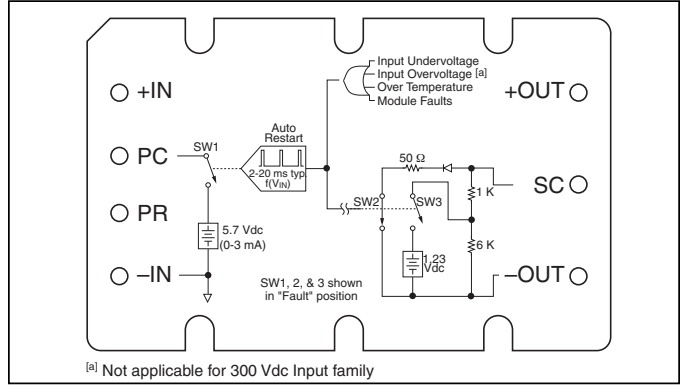 Input Undervoltage
Input Overvoltage [a]
Over Temperature
Module Faults
+IN
+OUT
Auto
Restart
SW1
PC
2-20 ms typ
f(VIN)
50 Ω
1 K
SC
SW2
SW3
PR
5.7 Vdc
(0-3 mA)
6 K
1.23
Vdc
–IN
–OUT
SW1, 2, & 3 shown
in "Fault" position
[a] Not applicable for 300 Vdc Input family